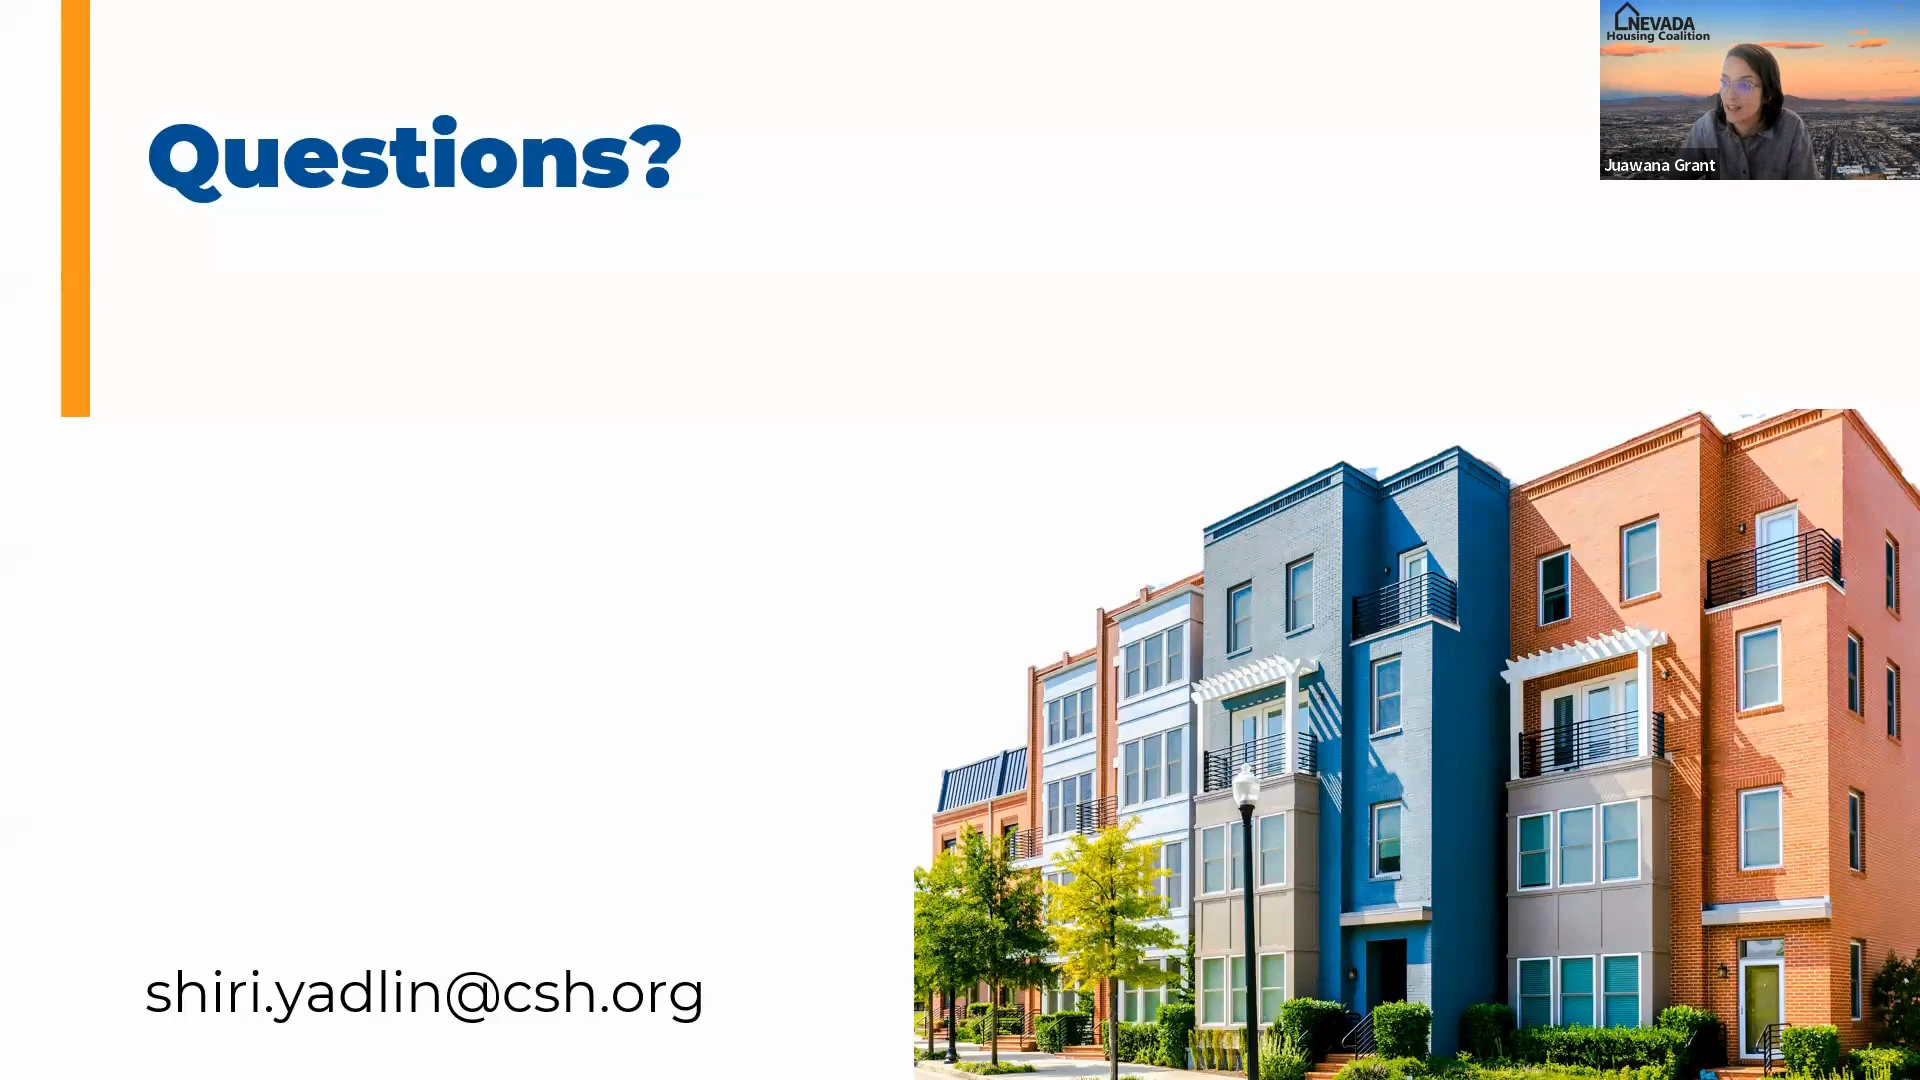 Questions?
NEVADA
Housing Coalition
Juawana Grant
shiri.yadlin@csh.org